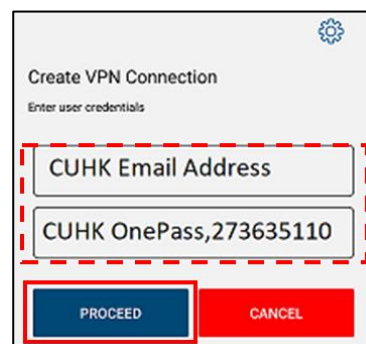 Create VPN Connection
Enter user credentials
CUHK Email Address
CUHK OnePass,273635110
PROCEED
CANCEL